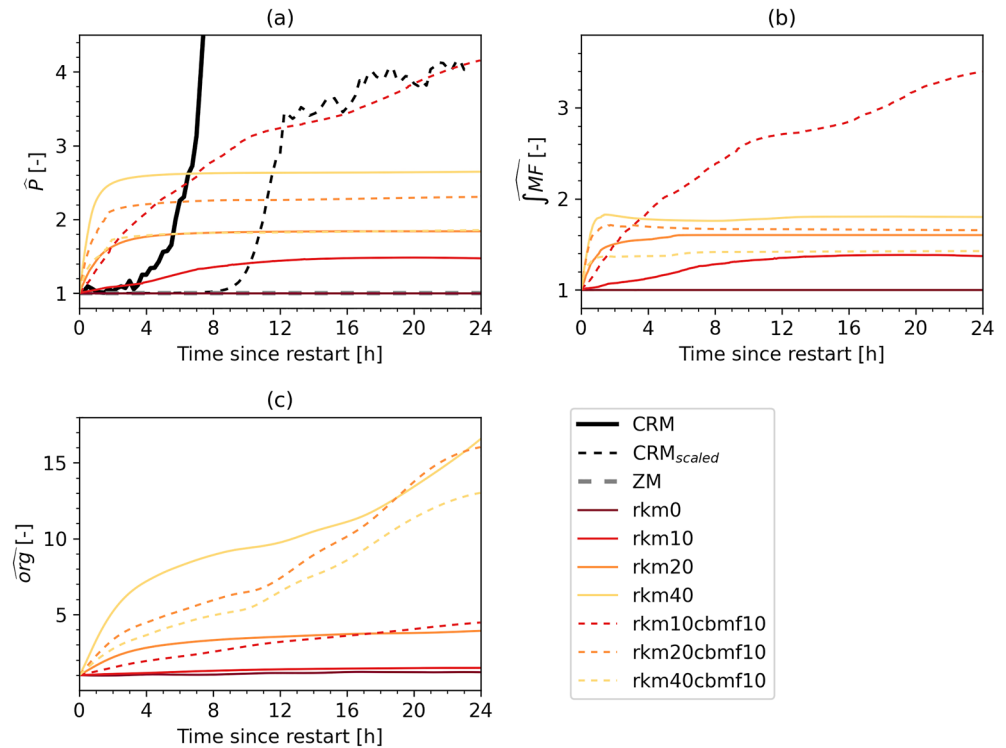 (a)
4
3
2
1
P̂ [-]
0 4 8 12 16 20 24
Time since restart [h]
(b)
3
2
1
∫MF [-]
0 4 8 12 16 20 24
Time since restart [h]
(c)
15
10
5
org [-]
0 4 8 12 16 20 24
Time since restart [h]
CRM
CRMscaled
ZM
rkm0
rkm10
rkm20
rkm40
rkm10cbmf10
rkm20cbmf10
rkm40cbmf10